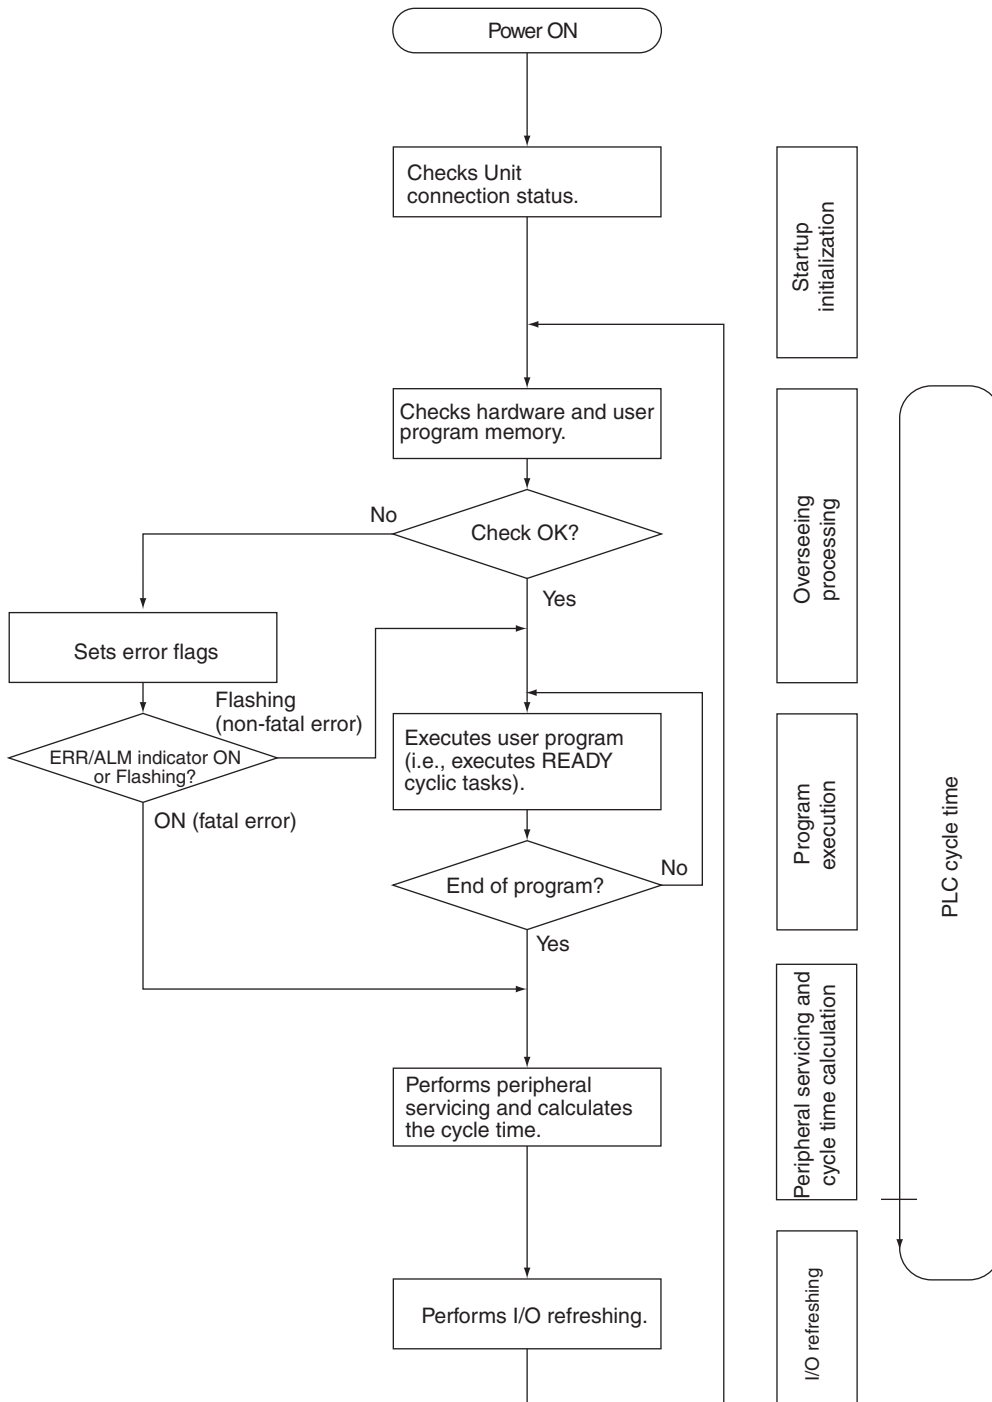 Power ON
Checks Unit
connection status.
Startup
initialization
Checks hardware and user
program memory.
Check OK?
No
Yes
Overseeing
processing
Sets error flags
Flashing
(non-fatal error)
ERR/ALM indicator ON
or Flashing?
ON (fatal error)
Executes user program
(i.e., executes READY
cyclic tasks).
End of program?
No
Yes
Program
execution
PLC cycle time
Performs peripheral
servicing and calculates
the cycle time.
Peripheral servicing and
cycle time calculation
Performs I/O refreshing.
I/O refreshing